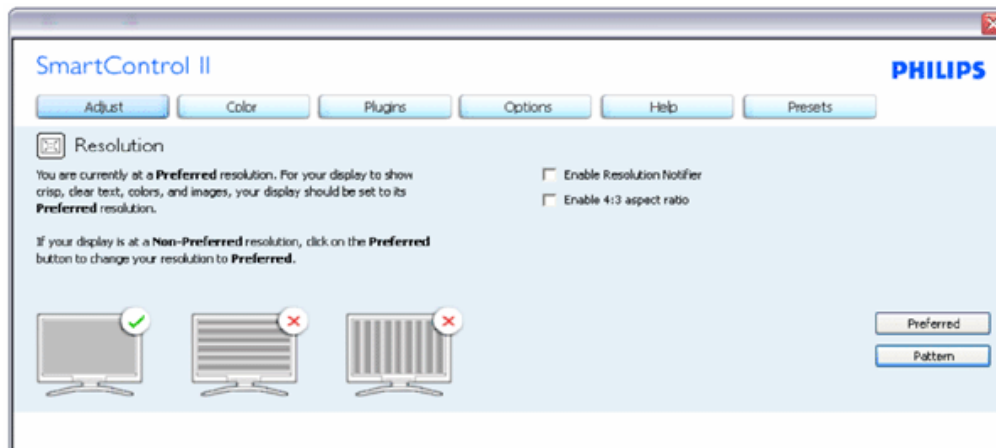 SmartControl II
PHILIPS
Adjust
Color
Plugins
Options
Help
Presets
Resolution
You are currently at a Preferred resolution. For your display to show
crisp, clear text, colors, and images, your display should be set to its
Preferred resolution.
If your display is at a Non-Preferred resolution, click on the Preferred
button to change your resolution to Preferred.
Enable Resolution Notifier
Enable 4:3 aspect ratio
Preferred
Pattern